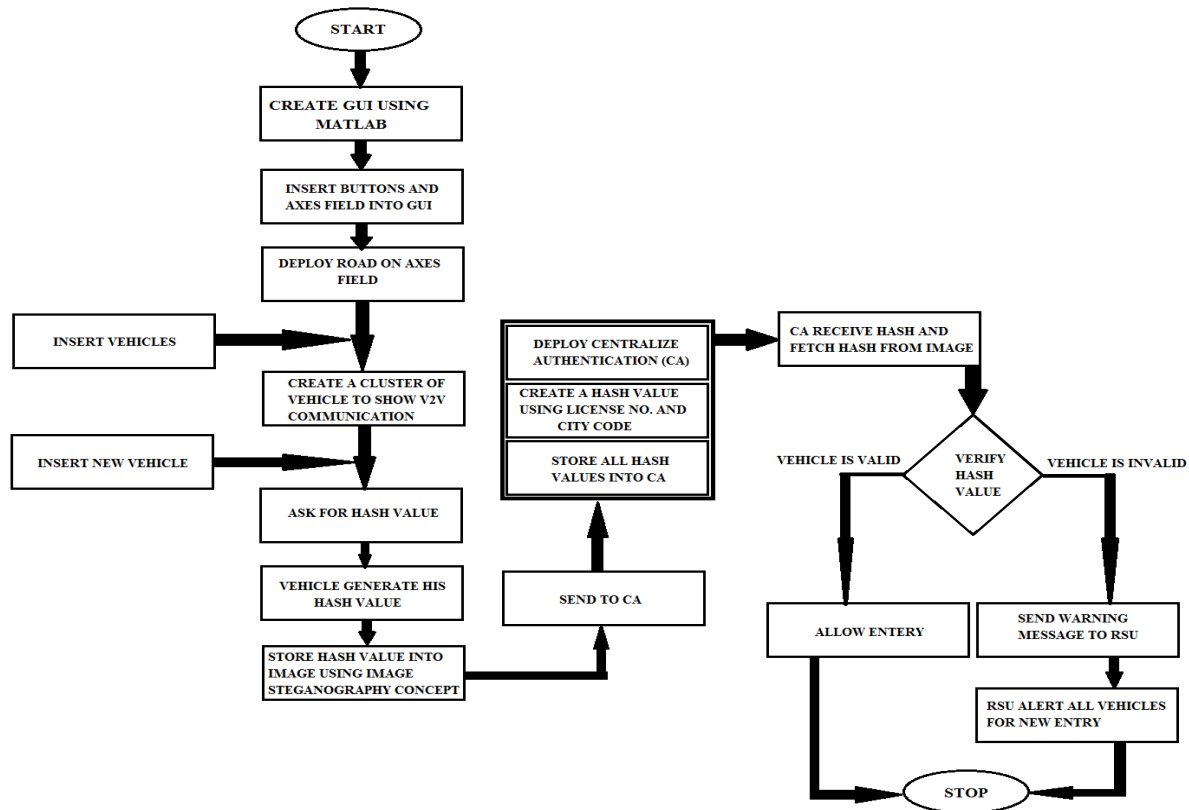 START
CREATE GUI USING
MATLAB
INSERT BUTTONS AND
AXES FIELD INTO GUI
DEPLOY ROAD ON AXES
FIELD
INSERT VEHICLES
CREATE A CLUSTER OF
VEHICLE TO SHOW V2V
COMMUNICATION
INSERT NEW VEHICLE
ASK FOR HASH VALUE
VEHICLE GENERATE HIS
HASH VALUE
STORE HASH VALUE INTO
IMAGE USING IMAGE
STEGANOGRAPHY CONCEPT
SEND TO CA
DEPLOY CENTRALIZE
AUTHENTICATION (CA)
CREATE A HASH VALUE
USING LICENSE NO. AND
CITY CODE
STORE ALL HASH
VALUES INTO CA
CA RECEIVE HASH AND
FETCH HASH FROM IMAGE
VERIFY
HASH
VALUE
VEHICLE IS VALID
VEHICLE IS INVALID
ALLOW ENTERY
SEND WARNING
MESSAGE TO RSU
RSU ALERT ALL VEHICLES
FOR NEW ENTRY
STOP